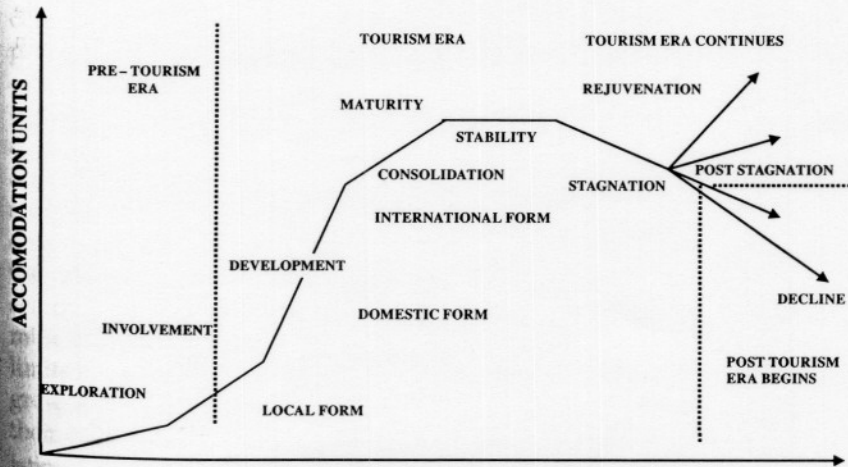 TOURISM ERA
TOURISM ERA CONTINUES
PRE – TOURISM
ERA
REJUVENATION
MATURITY
STABILITY
POST STAGNATION
CONSOLIDATION
STAGNATION
INTERNATIONAL FORM
DEVELOPMENT
DECLINE
DOMESTIC FORM
INVOLVEMENT
POST TOURISM
ERA BEGINS
EXPLORATION
LOCAL FORM
ACCOMODATION UNITS